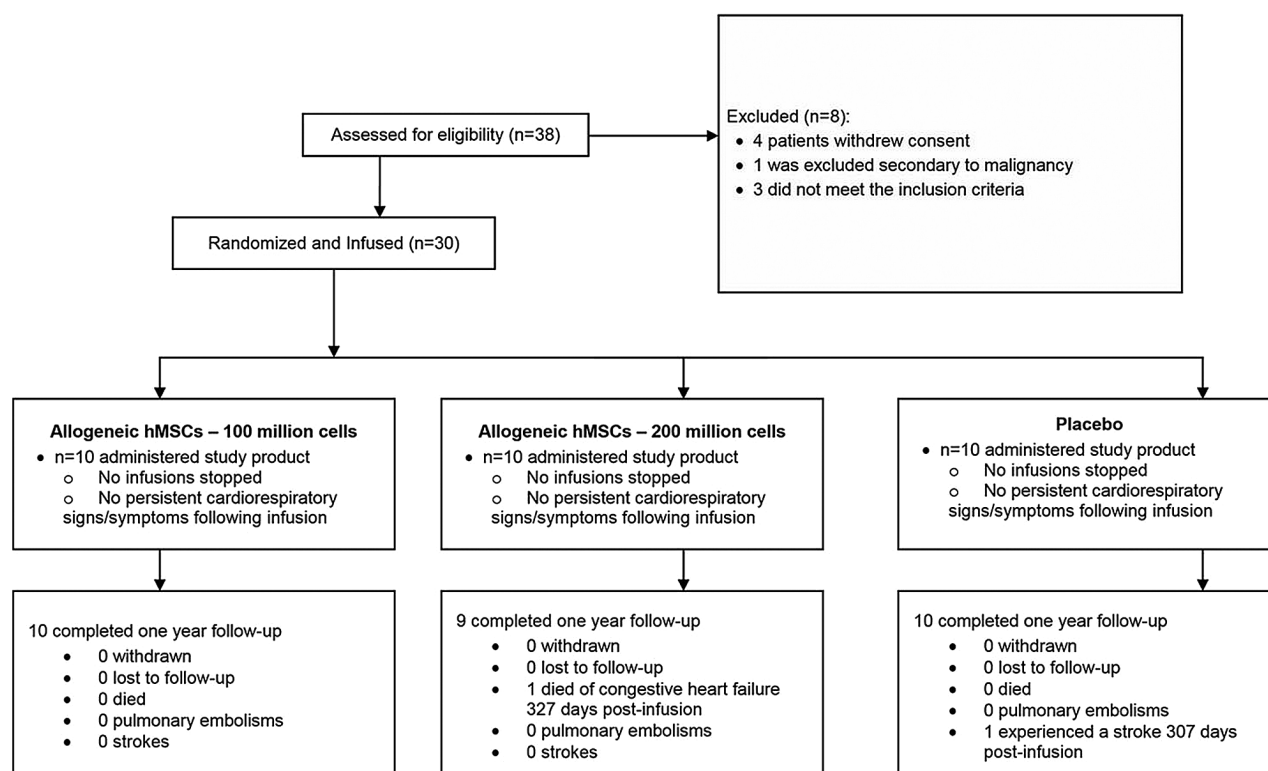 Assessed for eligibility (n=38)
Excluded (n=8):
• 4 patients withdrew consent
• 1 was excluded secondary to malignancy
• 3 did not meet the inclusion criteria
Randomized and Infused (n=30)
Allogeneic hMSCs – 100 million cells
• n=10 administered study product
o No infusions stopped
o No persistent cardiorespiratory
signs/symptoms following infusion
Allogeneic hMSCs – 200 million cells
• n=10 administered study product
o No infusions stopped
o No persistent cardiorespiratory
signs/symptoms following infusion
Placebo
• n=10 administered study product
o No infusions stopped
o No persistent cardiorespiratory
signs/symptoms following infusion
10 completed one year follow-up
• 0 withdrawn
• 0 lost to follow-up
• 0 died
• 0 pulmonary embolisms
• 0 strokes
9 completed one year follow-up
• 0 withdrawn
• 0 lost to follow-up
• 1 died of congestive heart failure
327 days post-infusion
• 0 pulmonary embolisms
• 0 strokes
10 completed one year follow-up
• 0 withdrawn
• 0 lost to follow-up
• 0 died
• 0 pulmonary embolisms
• 1 experienced a stroke 307 days
post-infusion